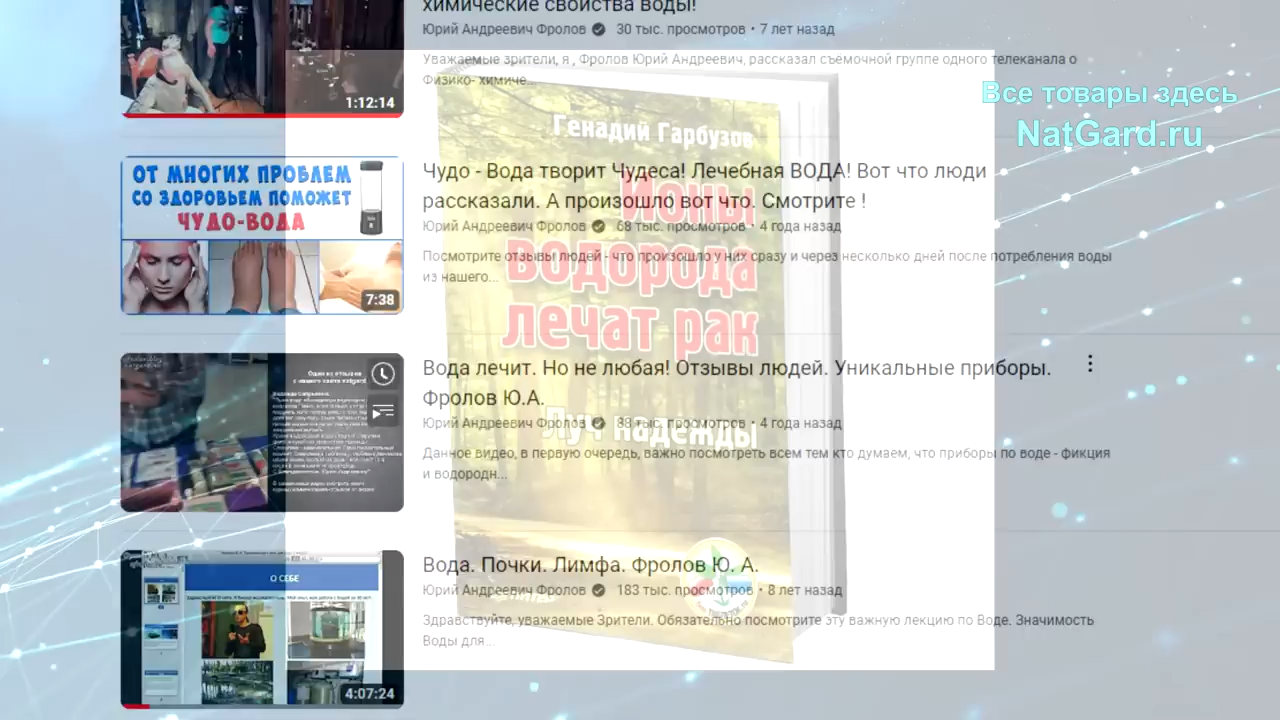 химические свойства воды!
Юрий Андреевич Фролов 30 тыс. просмотров • 7 лет назад
Уважаемые зрители, я , Фролов Юрий Андреевич, рассказал съёмочной группе одного телеканала о
Физико- химиче...
1:12:14
Все товары здесь
NatGard.ru
Генадий Гарбузов
Ионы
водорода
лечат рак
Луч надежды
ОТ МНОГИХ ПРОБЛЕМ
СО ЗДОРОВЬЕМ ПОМОЖЕТ
ЧУДО-ВОДА
7:38
Чудо - Вода творит Чудеса! Лечебная ВОДА! Вот что люди
рассказали. А произошло вот что. Смотрите !
Юрий Андреевич Фролов 68 тыс. просмотров • 4 года назад
Посмотрите отзывы людей - что произошло у них сразу и через несколько дней после потребления воды
из нашего...
Вода лечит. Но не любая! Отзывы людей. Уникальные приборы.
Фролов Ю.А.
Юрий Андреевич Фролов 88 тыс. просмотров • 4 года назад
Данное видео, в первую очередь, важно посмотреть всем тем кто думаем, что приборы по воде - фикция
и водородн...
О СЕБЕ
4:07:24
Вода. Почки. Лимфа. Фролов Ю. А.
Юрий Андреевич Фролов 183 тыс. просмотров • 8 лет назад
Здравствуйте, уважаемые Зрители. Обязательно посмотрите эту важную лекцию по Воде. Значимость
Воды для...